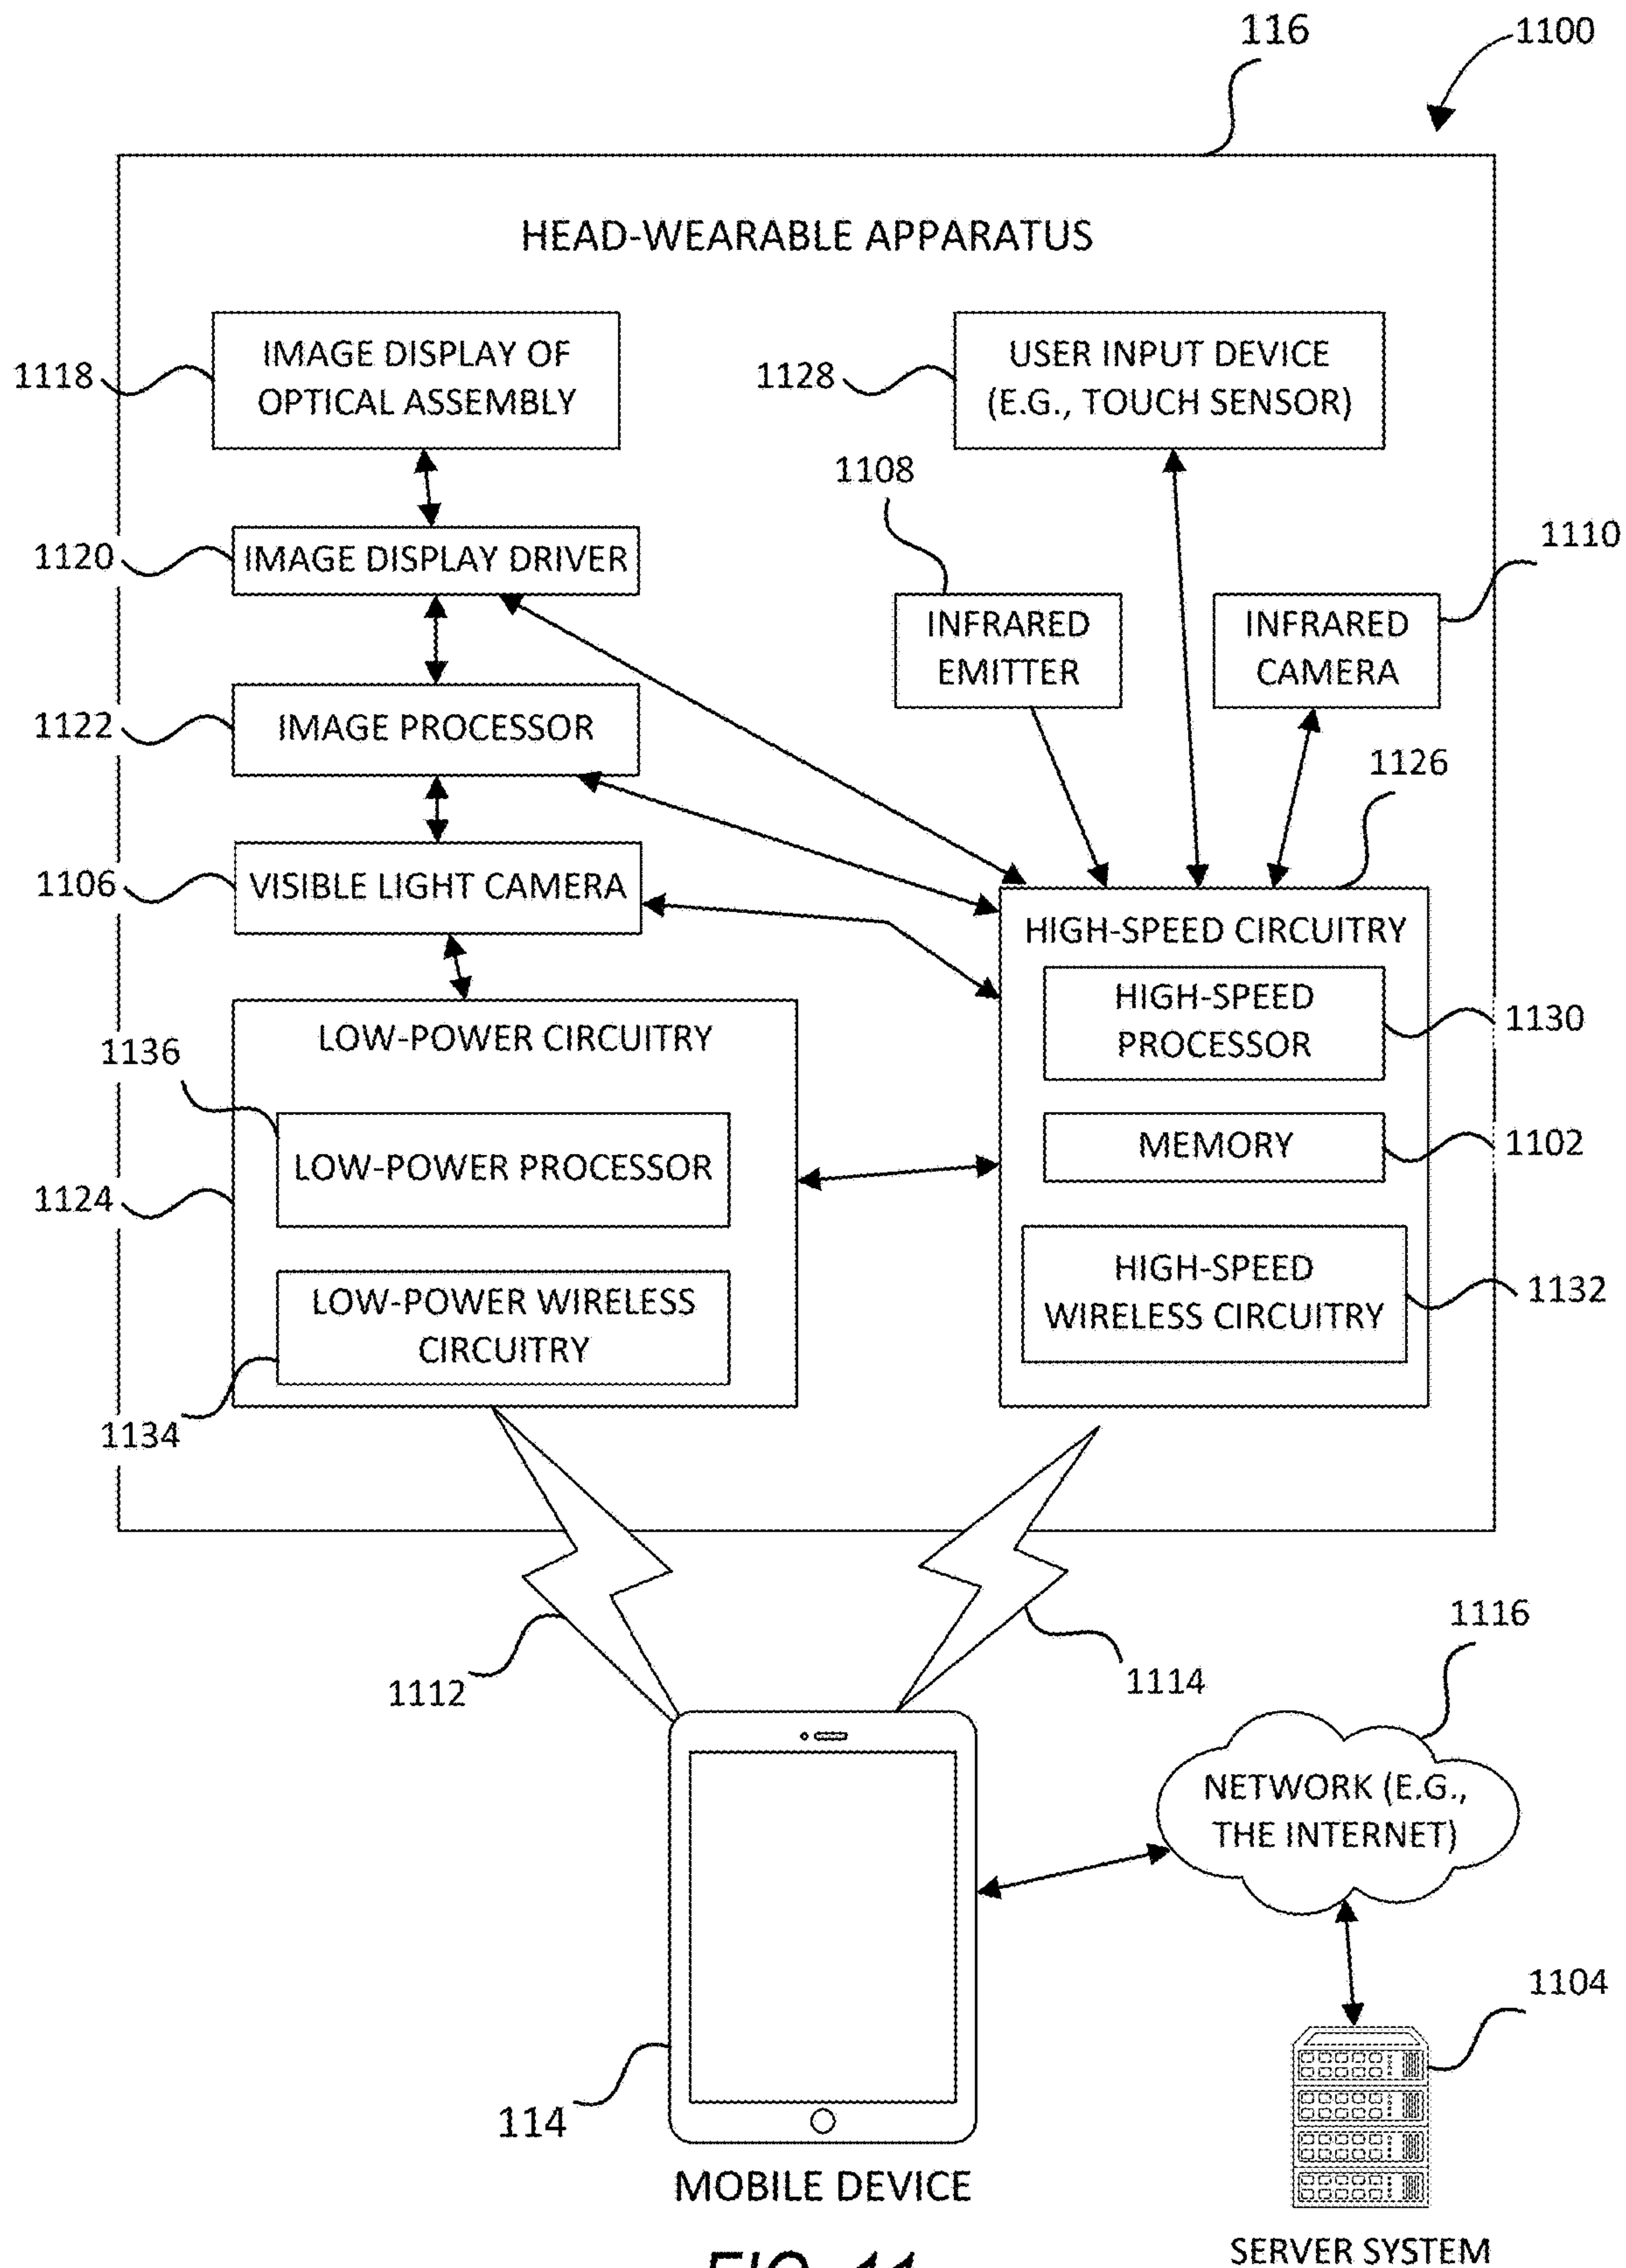 116
1100
HEAD-WEARABLE APPARATUS
IMAGE DISPLAY OF
OPTICAL ASSEMBLY
1118
USER INPUT DEVICE
(E.G., TOUCH SENSOR)
1128
1108
1110
IMAGE DISPLAY DRIVER
1120
INFRARED
EMITTER
INFRARED
CAMERA
IMAGE PROCESSOR
1122
1126
VISIBLE LIGHT CAMERA
1106
HIGH-SPEED CIRCUITRY
HIGH-SPEED
PROCESSOR
1130
LOW-POWER CIRCUITRY
1136
LOW-POWER PROCESSOR
1124
MEMORY
1102
LOW-POWER WIRELESS
CIRCUITRY
1134
HIGH-SPEED
WIRELESS CIRCUITRY
1132
1112
1114
1116
NETWORK (E.G.,
THE INTERNET)
1104
114
MOBILE DEVICE
SERVER SYSTEM
FIG. 11